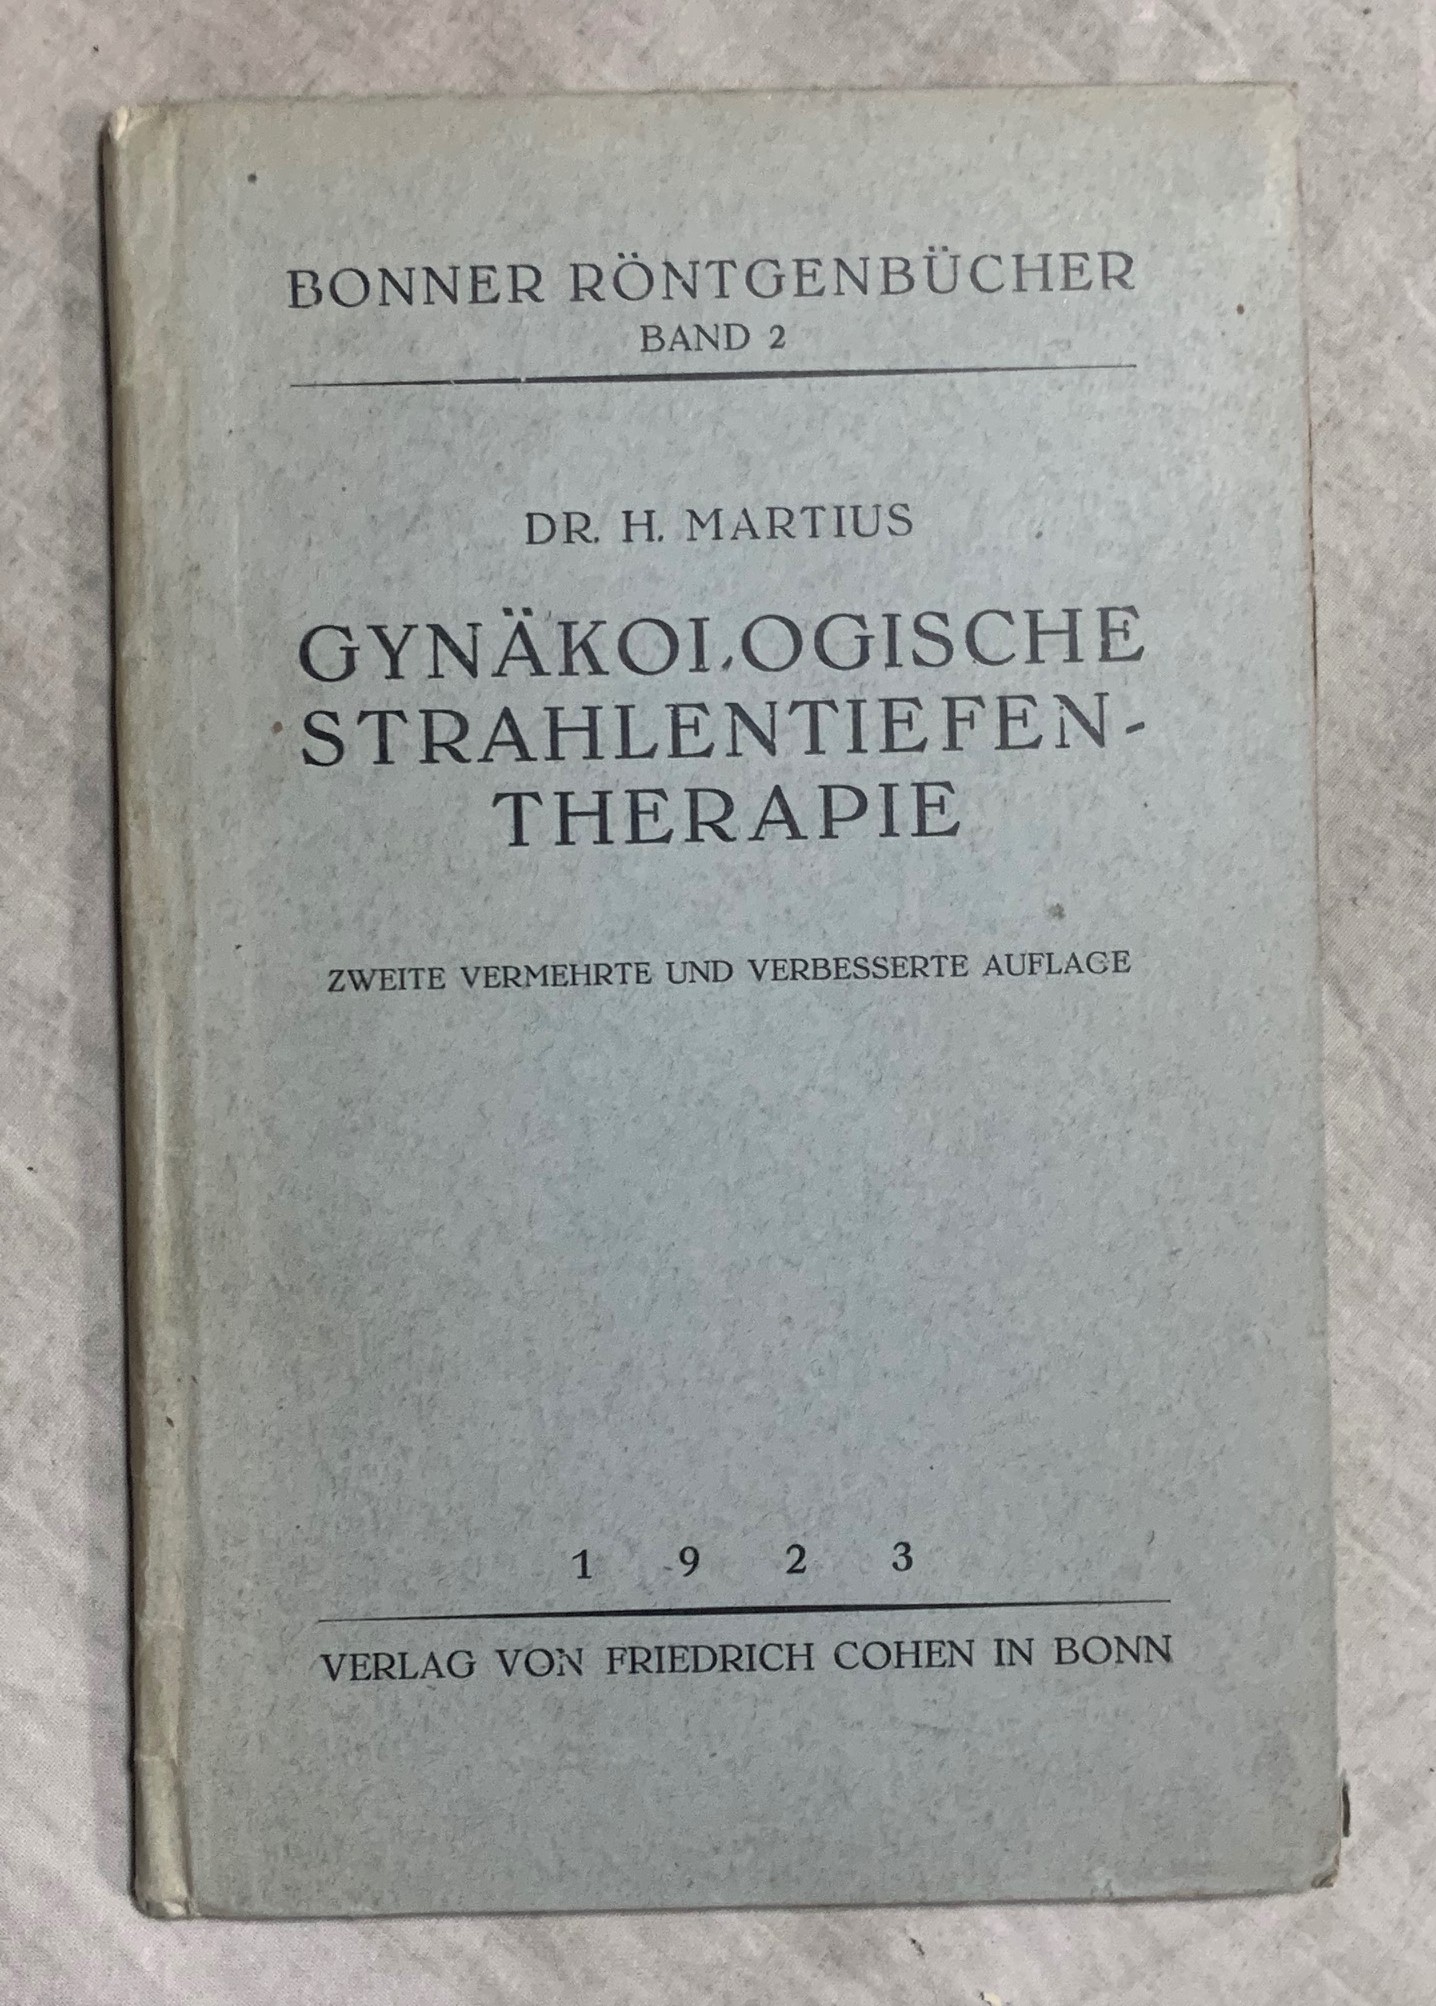 BONNER RÖNTGENBÜCHER
BAND 2
DR. H. MARTIUS
GYNÄKOLOGISCHE
STRAHLENTIEFEN-
THERAPIE
ZWEITE VERMEHRTE UND VERBESSERTE AUFLAGE
1 9 2 3
VERLAG VON FRIEDRICH COHEN IN BONN